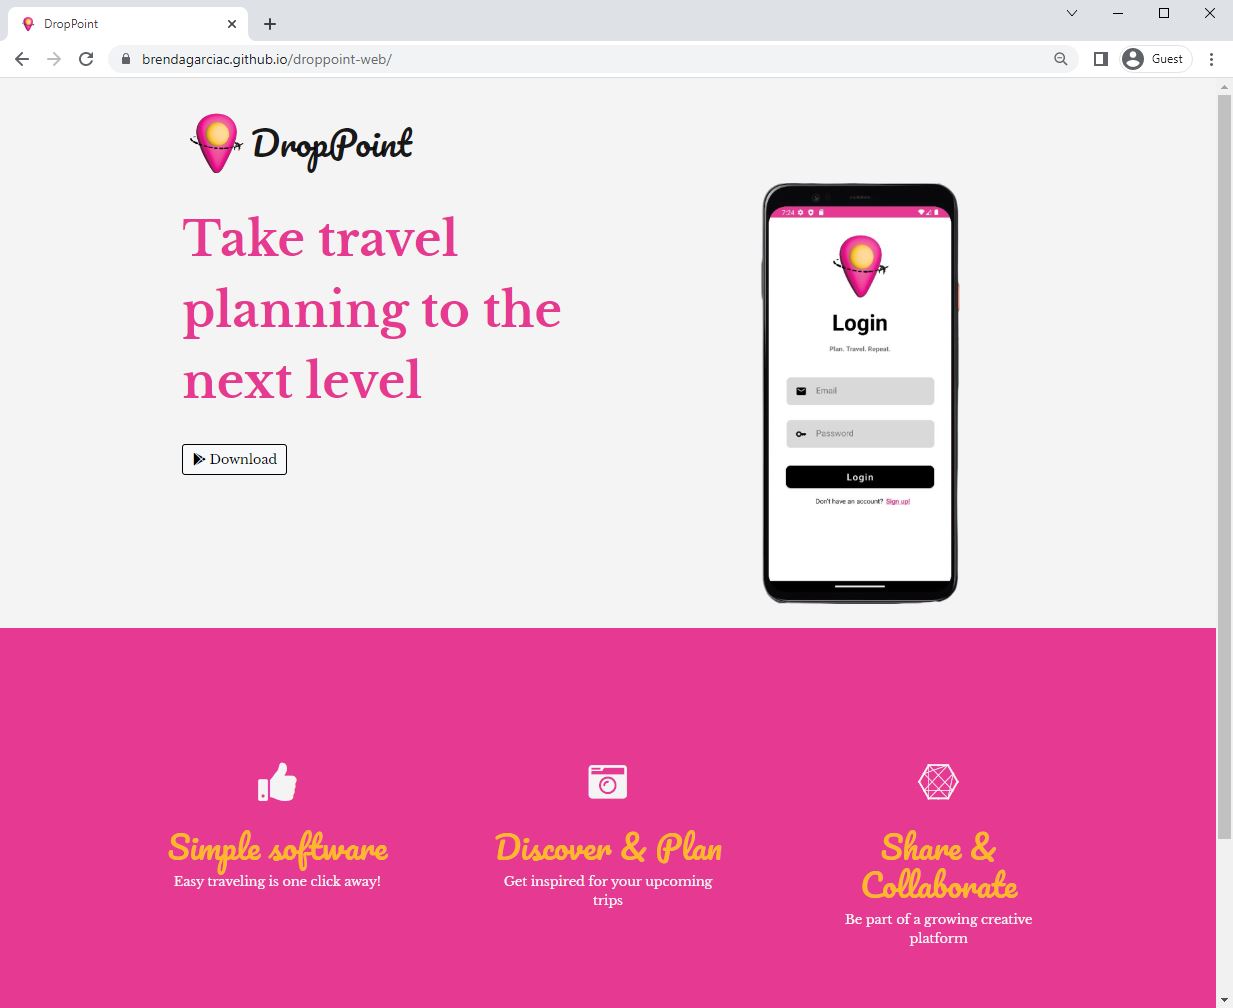 DropPoint
brendagarciac.github.io/droppoint-web/
Guest
DropPoint
Take travel
planning to the
next level
Download
7:24
Login
Plan. Travel. Repeat.
Email
Password
Login
Don't have an account? Sign up!
Simple software
Easy traveling is one click away!
Discover & Plan
Get inspired for your upcoming
trips
Share &
Collaborate
Be part of a growing creative
platform